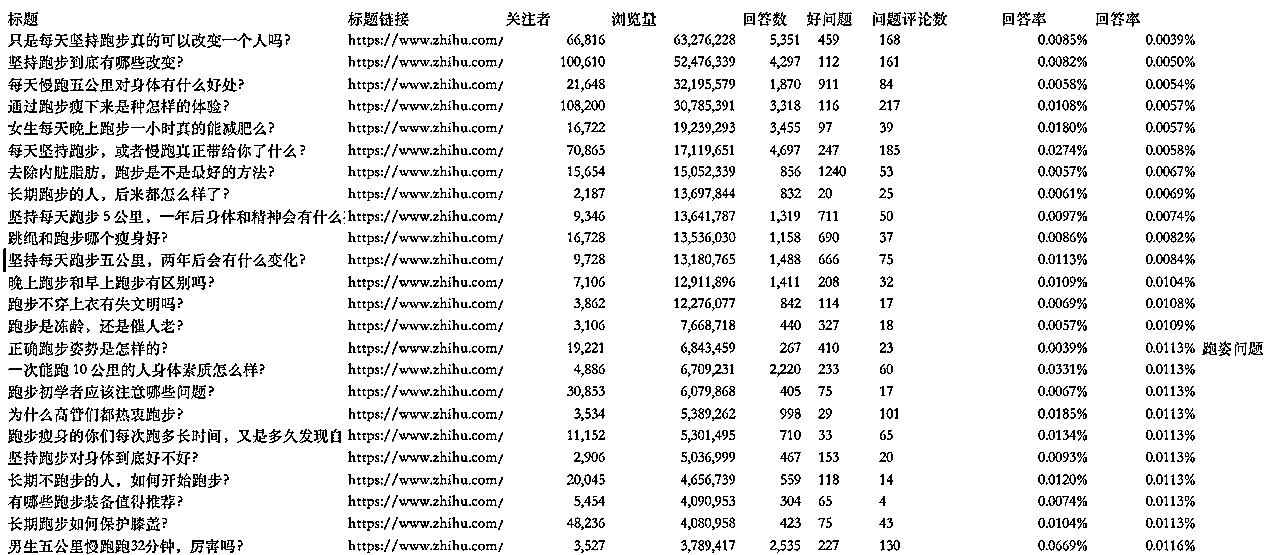 标题 标题链接 关注者 浏览量 回答数 好问题 问题评论数 回答率 回答率
只是每天坚持跑步真的可以改变一个人吗? https://www.zhihu.com/ 66,816 63,276,228 5,351 459 168 0.0085% 0.0039%
坚持跑步到底有哪些改变? https://www.zhihu.com/ 100,610 52,476,339 4,297 112 161 0.0082% 0.0050%
每天慢跑五公里对身体有什么好处? https://www.zhihu.com/ 21,648 32,195,579 1,870 911 84 0.0058% 0.0054%
通过跑步瘦下来是种怎样的体验? https://www.zhihu.com/ 108,200 30,785,391 3,318 116 217 0.0108% 0.0057%
女生每天晚上跑步一小时真的能减肥么? https://www.zhihu.com/ 16,722 19,239,293 3,455 97 39 0.0180% 0.0057%
每天坚持跑步，或者慢跑真正带给你了什么? https://www.zhihu.com/ 70,865 17,119,651 4,697 247 185 0.0274% 0.0058%
去除内脏脂肪，跑步是不是最好的方法? https://www.zhihu.com/ 15,654 15,052,339 856 1240 53 0.0057% 0.0067%
长期跑步的人，后来都怎么样了? https://www.zhihu.com/ 2,187 13,697,844 832 20 25 0.0061% 0.0069%
坚持每天跑步5公里，一年后身体和精神会有什么 https://www.zhihu.com/ 9,346 13,641,787 1,319 711 50 0.0097% 0.0074%
跳绳和跑步哪个瘦身好? https://www.zhihu.com/ 16,728 13,536,030 1,158 690 37 0.0086% 0.0082%
坚持每天跑步五公里，两年后会有什么变化? https://www.zhihu.com/ 9,728 13,180,765 1,488 666 75 0.0113% 0.0084%
晚上跑步和早上跑步有区别吗? https://www.zhihu.com/ 7,106 12,911,896 1,411 208 32 0.0109% 0.0104%
跑步不穿上衣有失文明吗? https://www.zhihu.com/ 3,862 12,276,077 842 114 17 0.0069% 0.0108%
跑步是冻龄，还是催人老? https://www.zhihu.com/ 3,106 7,668,718 440 327 18 0.0057% 0.0109%
正确跑步姿势是怎样的? https://www.zhihu.com/ 19,221 6,843,459 267 410 23 0.0039% 0.0113% 跑姿问题
一次能跑10公里的人身体素质怎么样? https://www.zhihu.com/ 4,886 6,709,231 2,220 233 60 0.0331% 0.0113%
跑步初学者应该注意哪些问题? https://www.zhihu.com/ 30,853 6,079,868 405 75 17 0.0067% 0.0113%
为什么高管们都热衷跑步? https://www.zhihu.com/ 3,534 5,389,262 998 29 101 0.0185% 0.0113%
跑步瘦身的你们每次跑多长时间，又是多久发现自 https://www.zhihu.com/ 11,152 5,301,495 710 33 65 0.0134% 0.0113%
坚持跑步对身体到底好不好? https://www.zhihu.com/ 2,906 5,036,999 467 153 20 0.0093% 0.0113%
长期不跑步的人，如何开始跑步? https://www.zhihu.com/ 20,045 4,656,739 559 118 14 0.0120% 0.0113%
有哪些跑步装备值得推荐? https://www.zhihu.com/ 5,454 4,090,953 304 65 4 0.0074% 0.0113%
长期跑步如何保护膝盖? https://www.zhihu.com/ 48,236 4,080,958 423 75 43 0.0104% 0.0113%
男生五公里慢跑跑32分钟，厉害吗? https://www.zhihu.com/ 3,527 3,789,417 2,535 227 130 0.0669% 0.0116%